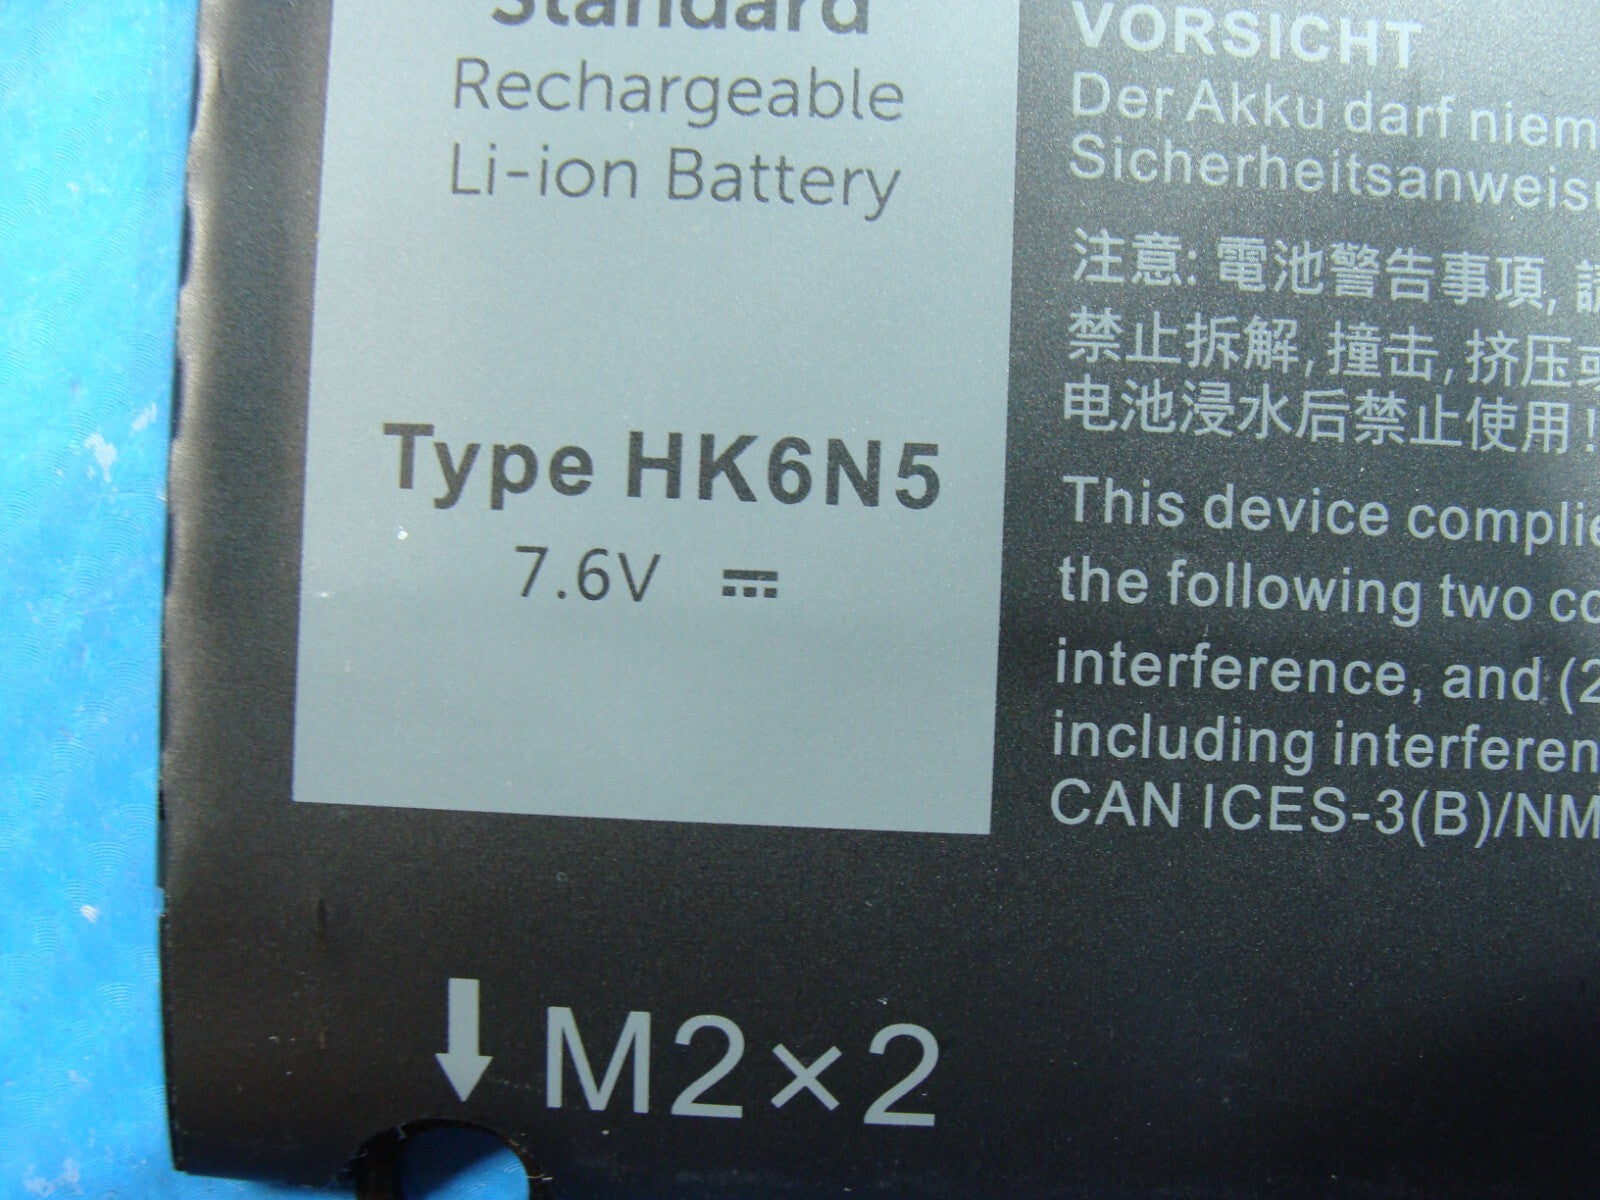 Standard
Rechargeable
Li-ion Battery
Type HK6N5
7.6V
VORSICHT
Der Akku darf
Sicherheitsanweis
注意: 電池警告事項,
禁止拆解, 撞击, 挤压或
电池浸水后禁止使用!
This device complie
the following two co
interference, and (2
including interferen
CAN ICES-3(B)/NM
M2×2